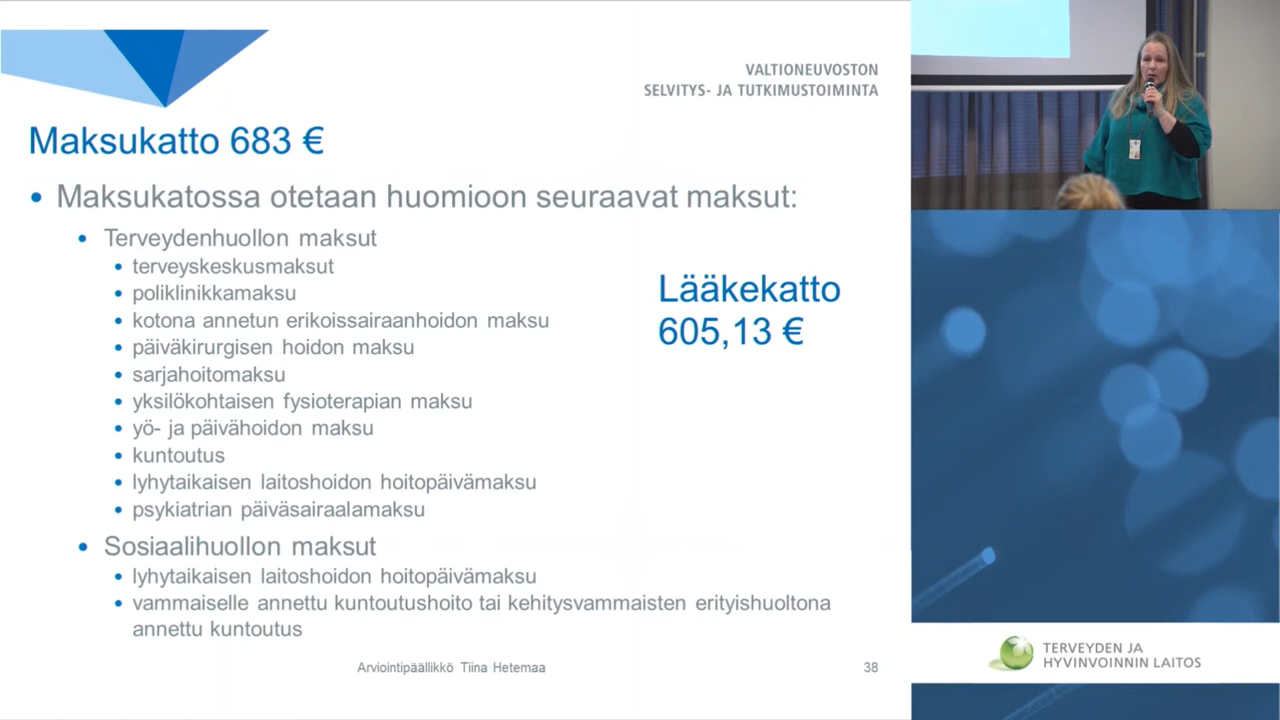 VALTIONEUVOSTON
SELVITYS- JA TUTKIMUSTOIMINTA
Maksukatto 683 €
• Maksukatossa otetaan huomioon seuraavat maksut:
• Terveydenhuollon maksut
• terveyskeskusmaksut
• poliklinikkamaksu
• kotona annetun erikoissairaanhoidon maksu
• päiväkirurgisen hoidon maksu
• sarjahoitomaksu
• yksilökohtaisen fysioterapian maksu
• yö- ja päivähoidon maksu
• kuntoutus
• lyhytaikaisen laitoshoidon hoitopäivämaksu
• psykiatrian päiväsairaalamaksu
• Sosiaalihuollon maksut
• lyhytaikaisen laitoshoidon hoitopäivämaksu
• vammaiselle annettu kuntoutushoito tai kehitysvammaisten erityishuoltona
annettu kuntoutus
Lääkekatto
605,13 €
Arviointipäällikkö Tiina Hetemaa
38
TERVEYDEN JA
HYVINVOINNIN LAITOS